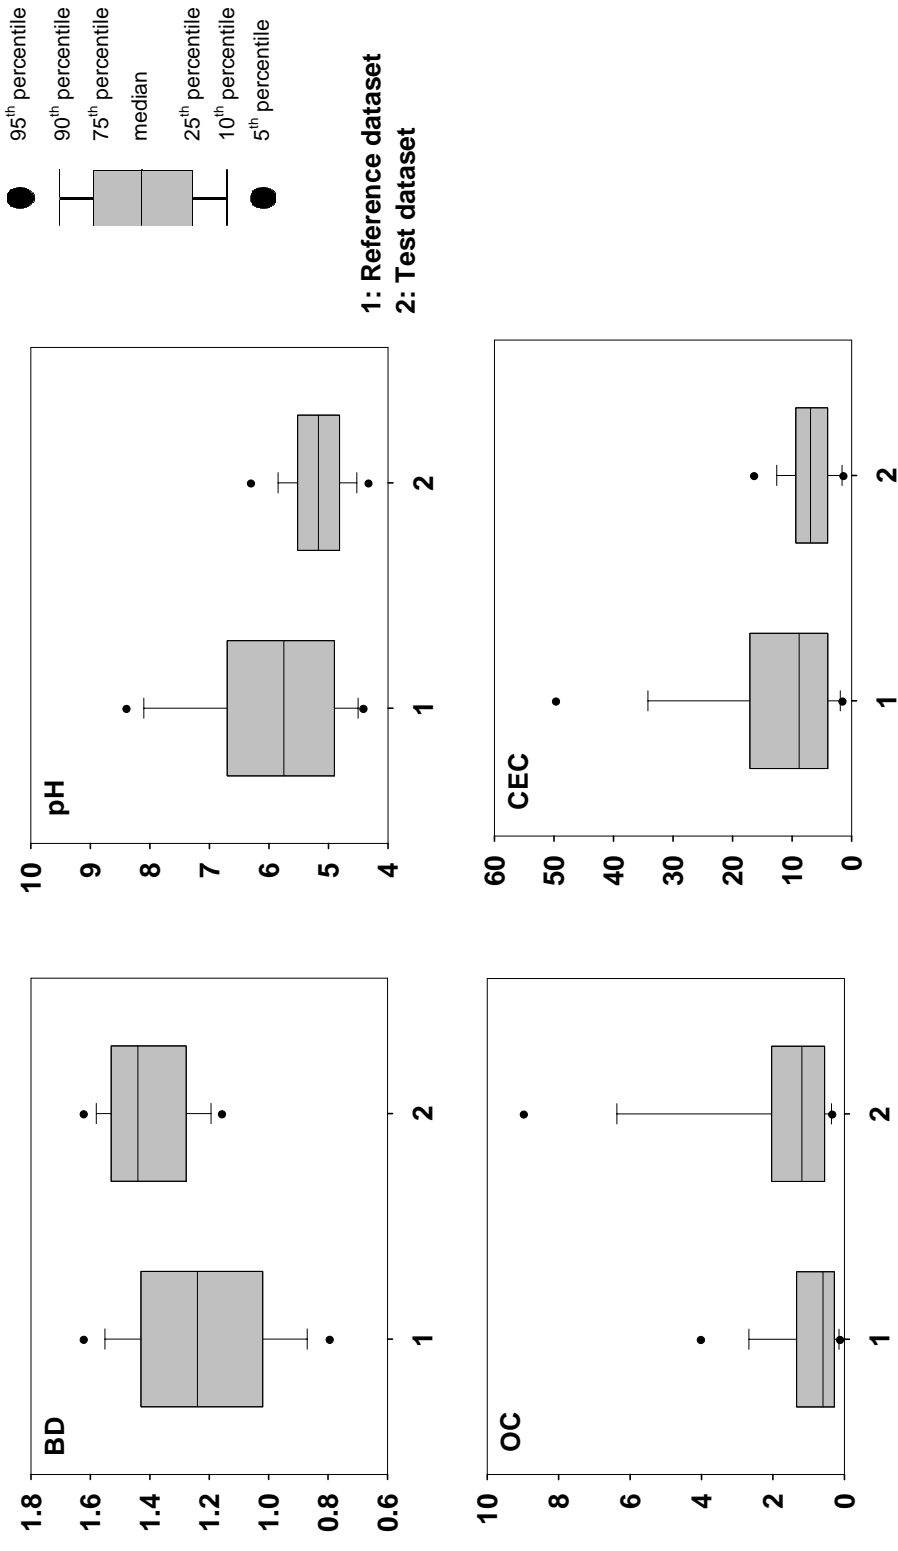 BD
1.8
1.6
1.4
1.2
1.0
0.8
0.6
1
2
pH
10
9
8
7
6
5
4
1
2
95th percentile
90th percentile
75th percentile
median
25th percentile
10th percentile
5th percentile
1: Reference dataset
2: Test dataset
OC
10
8
6
4
2
0
1
2
CEC
60
50
40
30
20
10
0
1
2